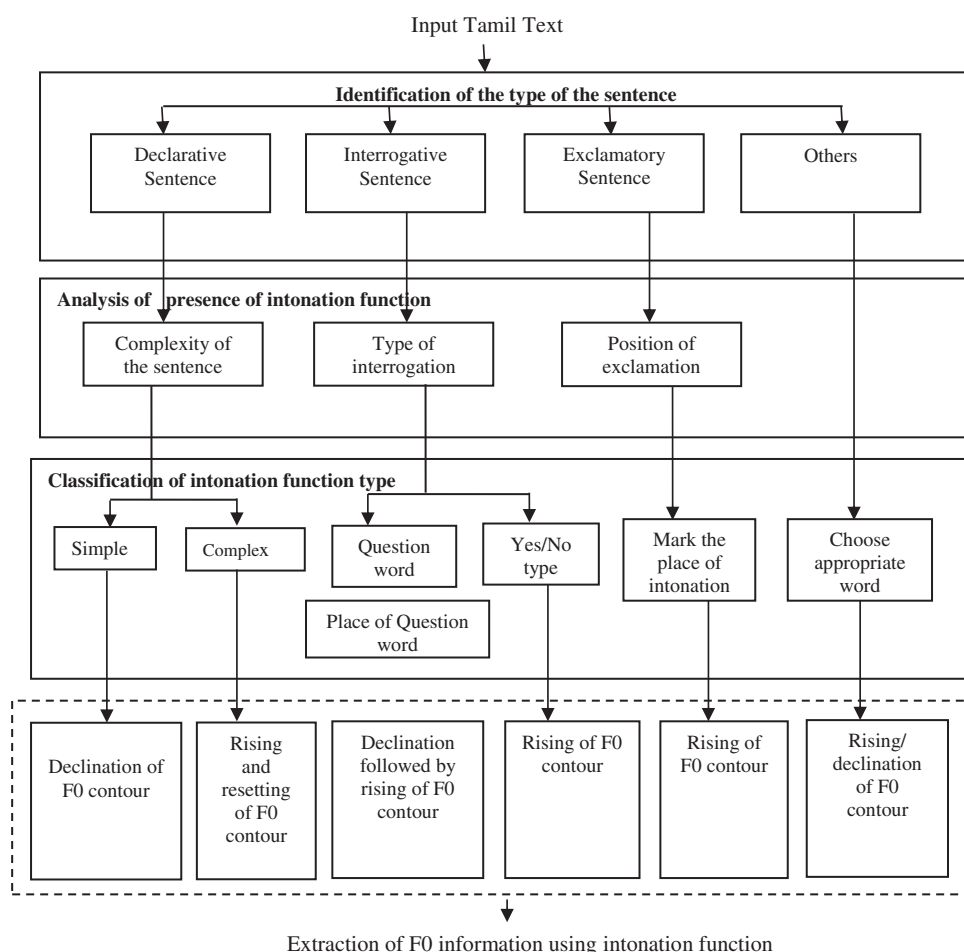 Input Tamil Text
Identification of the type of the sentence
Declarative
Sentence
Interrogative
Sentence
Exclamatory
Sentence
Others
Analysis of presence of intonation function
Complexity of
the sentence
Type of
interrogation
Position of
exclamation
Classification of intonation function type
Simple
Complex
Question
word
Yes/No
type
Mark the
place of
intonation
Choose
appropriate
word
Place of Question
word
Declination of
F0 contour
Rising
and
resetting
of F0
contour
Declination
followed by
rising of F0
contour
Rising of F0
contour
Rising of
F0 contour
Rising/
declination
of F0
contour
Extraction of F0 information using intonation function